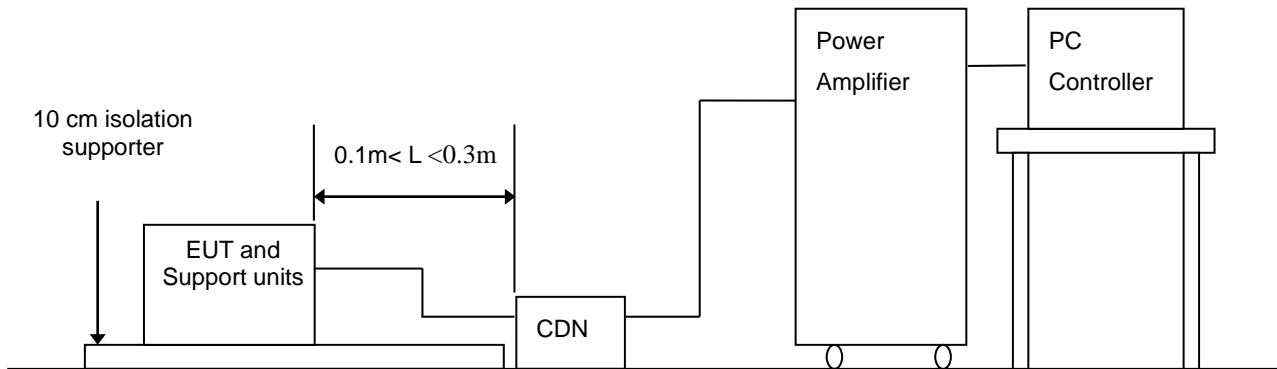 Power
Amplifier
PC
Controller
10 cm isolation
supporter
0.1m< L <0.3m
EUT and
Support units
CDN